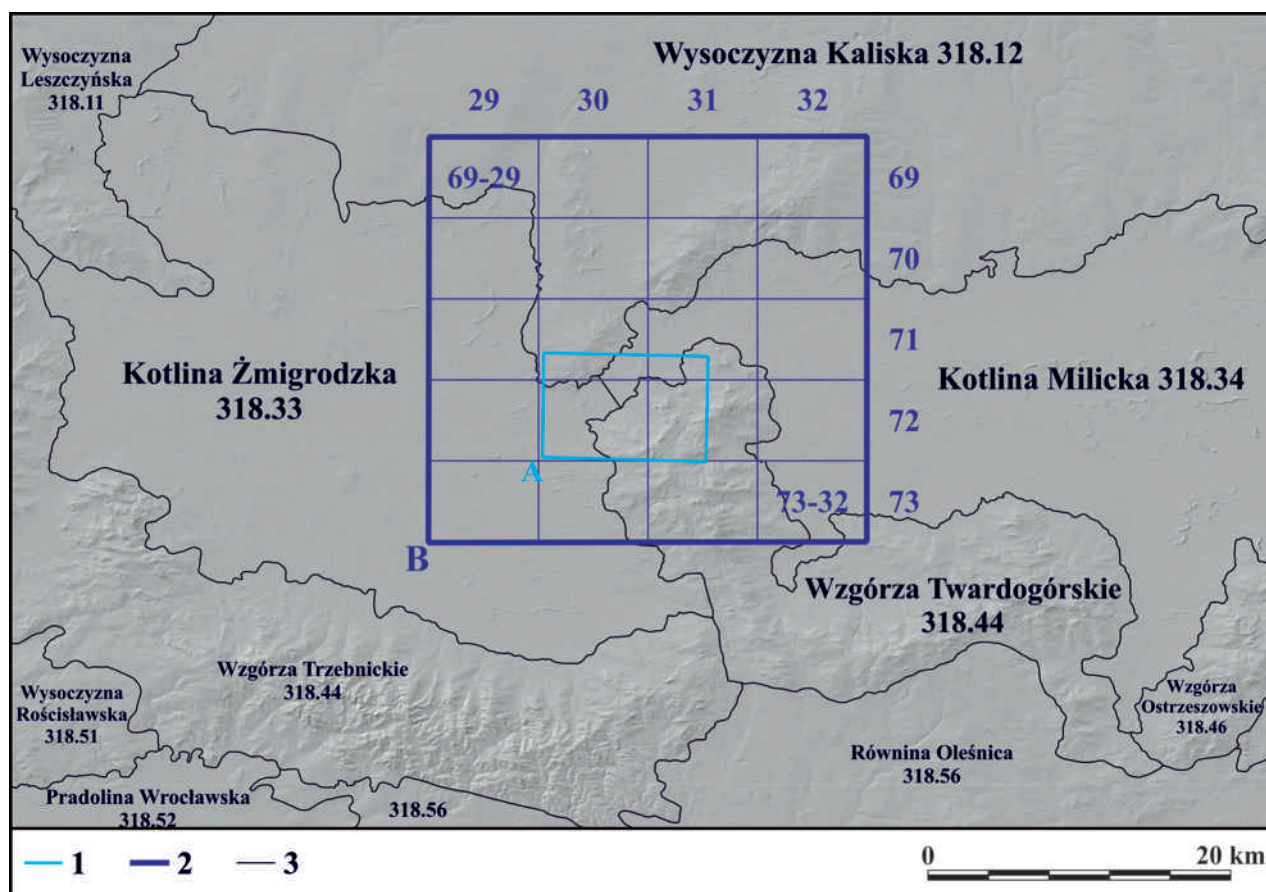 Wysoczyzna
Leszczyńska
318.11
Wysoczyzna Kaliska 318.12
29 30 31 32
69-29
69
70
71
72
73
Kotlina Żmigrodzka
318.33
Kotlina Milicka 318.34
A
73-32
B
Wzgórza Twardogórskie
318.44
Wzgórza Trzebnickie
318.44
Wysoczyzna
Rościsławska
318.51
Wzgórza
Ostrzeszowskie
318.46
Równina Oleśnica
318.56
Pradolina Wrocławska
318.52
318.56
1 2 3
0 20 km